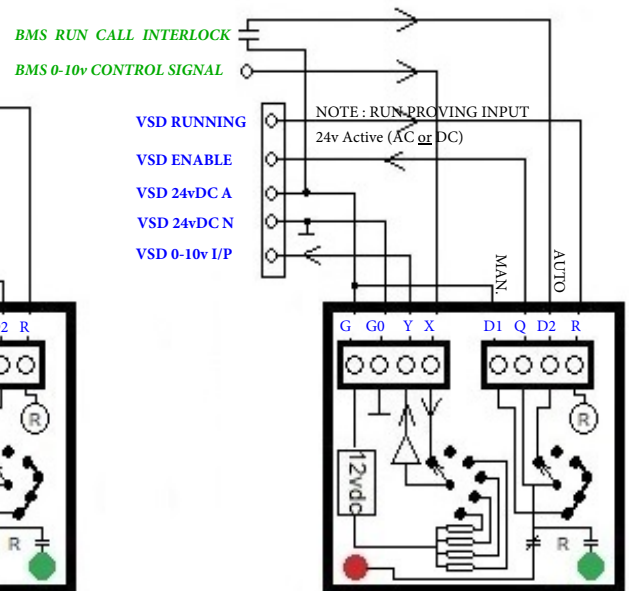 BMS RUN CALL INTERLOCK
BMS 0-10v CONTROL SIGNAL
NOTE : RUN PROVING INPUT
24v Active (AC or DC)
VSD RUNNING
VSD ENABLE
VSD 24vDC A
VSD 24vDC N
VSD 0-10v I/P
MAN.
AUTO
2 R
G G0 Y X D1 Q D2 R
R
R
12vdc
R
R